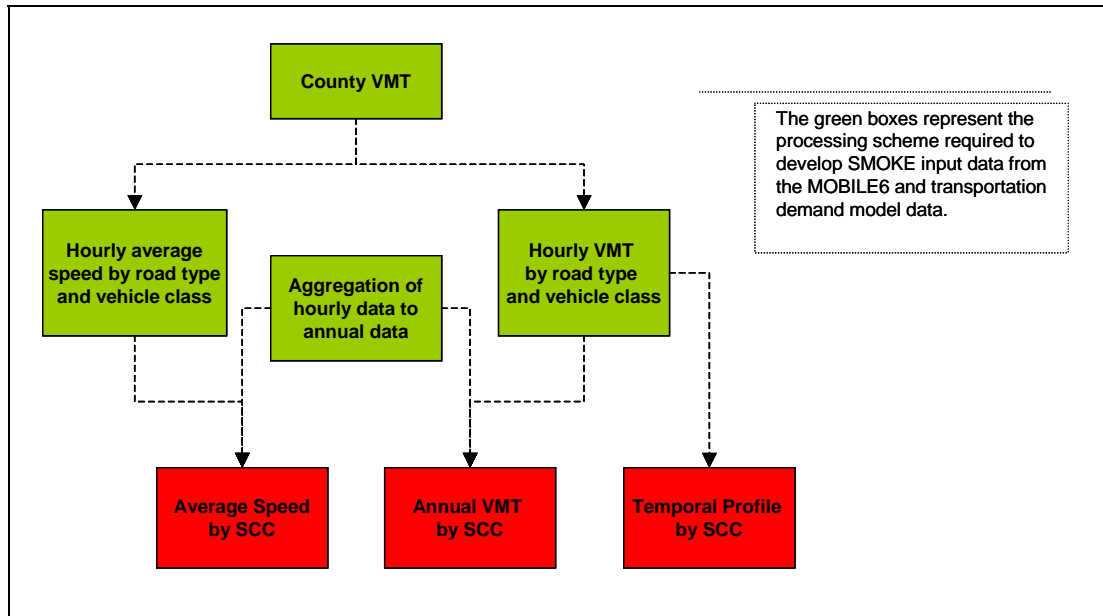 County VMT
The green boxes represent the
processing scheme required to
develop SMOKE input data from
the MOBILE6 and transportation
demand model data.
Hourly average
speed by road type
and vehicle class
Aggregation of
hourly data to
annual data
Hourly VMT
by road type
and vehicle class
Average Speed
by SCC
Annual VMT
by SCC
Temporal Profile
by SCC